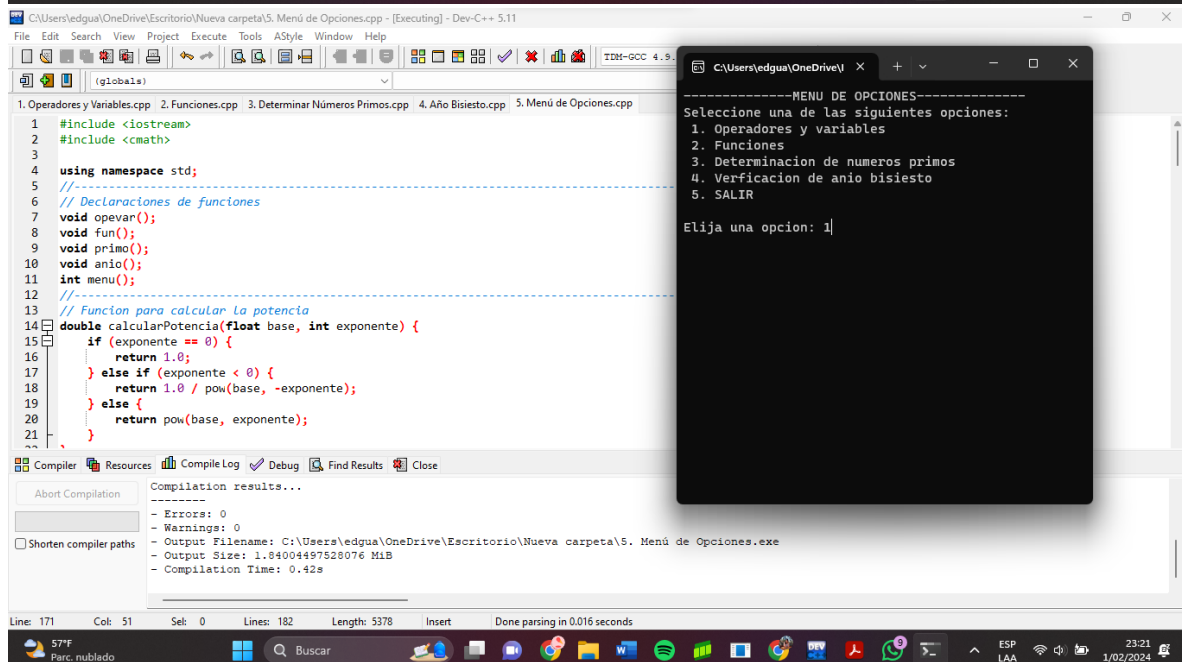 C:\Users\edgua\OneDrive\Escritorio\Nueva carpeta\5. Menú de Opciones.cpp - [Executing] - Dev-C++ 5.11
File Edit Search View Project Execute Tools AStyle Window Help
TDM-GCC 4.9.
(globals)
1. Operadores y Variables.cpp 2. Funciones.cpp 3. Determinar Números Primos.cpp 4. Año Bisiesto.cpp 5. Menú de Opciones.cpp
1 #include <iostream>
2 #include <cmath>
3
4 using namespace std;
5 //--------------------------------------------------------------------------------
6 // Declaraciones de funciones
7 void opevar();
8 void fun();
9 void primo();
10 void anio();
11 int menu();
12 //--------------------------------------------------------------------------------
13 // Funcion para calcular la potencia
14 double calcularPotencia(float base, int exponente) {
15 if (exponente == 0) {
16 return 1.0;
17 } else if (exponente < 0) {
18 return 1.0 / pow(base, -exponente);
19 } else {
20 return pow(base, exponente);
21 }
C:\Users\edgua\OneDrive\I
--------------MENU DE OPCIONES--------------
Seleccione una de las siguientes opciones:
1. Operadores y variables
2. Funciones
3. Determinacion de numeros primos
4. Verficacion de anio bisiesto
5. SALIR
Elija una opcion: 1
Compiler Resources Compile Log Debug Find Results Close
Abort Compilation
Shorten compiler paths
Compilation results...
--------
- Errors: 0
- Warnings: 0
- Output Filename: C:\Users\edgua\OneDrive\Escritorio\Nueva carpeta\5. Menú de Opciones.exe
- Output Size: 1.84004497528076 MiB
- Compilation Time: 0.42s
Line: 171 Col: 51 Sel: 0 Lines: 182 Length: 5378 Insert Done parsing in 0.016 seconds
57°F
Parc. nublado
Buscar
9
ESP
LAA
23:21
1/02/2024